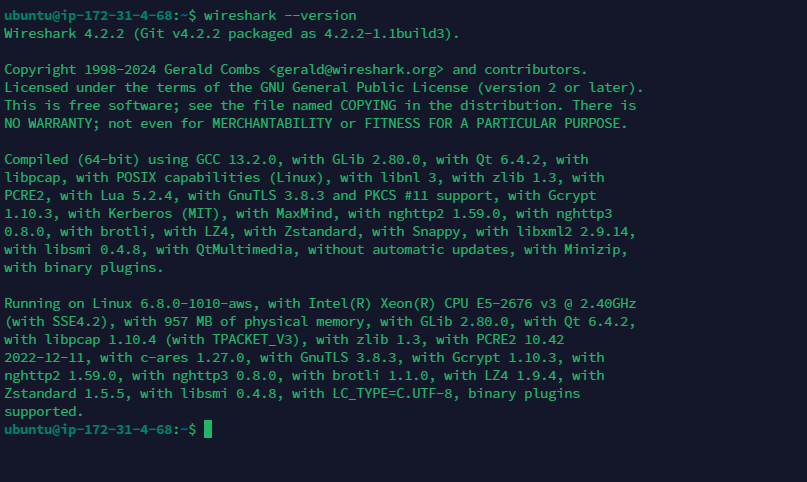 ubuntu@ip-172-31-4-68:~$ wireshark --version
Wireshark 4.2.2 (Git v4.2.2 packaged as 4.2.2-1.1build3).
Copyright 1998-2024 Gerald Combs <gerald@wireshark.org> and contributors.
Licensed under the terms of the GNU General Public License (version 2 or later).
This is free software; see the file named COPYING in the distribution. There is
NO WARRANTY; not even for MERCHANTABILITY or FITNESS FOR A PARTICULAR PURPOSE.
Compiled (64-bit) using GCC 13.2.0, with GLib 2.80.0, with Qt 6.4.2, with
libpcap, with POSIX capabilities (Linux), with libnl 3, with zlib 1.3, with
PCRE2, with Lua 5.2.4, with GnuTLS 3.8.3 and PKCS #11 support, with Gcrypt
1.10.3, with Kerberos (MIT), with MaxMind, with nghttp2 1.59.0, with nghttp3
0.8.0, with brotli, with LZ4, with Zstandard, with Snappy, with libxml2 2.9.14,
with libsmi 0.4.8, with QtMultimedia, without automatic updates, with Minizip,
with binary plugins.
Running on Linux 6.8.0-1010-aws, with Intel(R) Xeon(R) CPU E5-2676 v3 @ 2.40GHz
(with SSE4.2), with 957 MB of physical memory, with GLib 2.80.0, with Qt 6.4.2,
with libpcap 1.10.4 (with TPACKET_V3), with zlib 1.3, with PCRE2 10.42
2022-12-11, with c-ares 1.27.0, with GnuTLS 3.8.3, with Gcrypt 1.10.3, with
nghttp2 1.59.0, with nghttp3 0.8.0, with brotli 1.1.0, with LZ4 1.9.4, with
Zstandard 1.5.5, with libsmi 0.4.8, with LC_TYPE=C.UTF-8, binary plugins
supported.
ubuntu@ip-172-31-4-68:~$